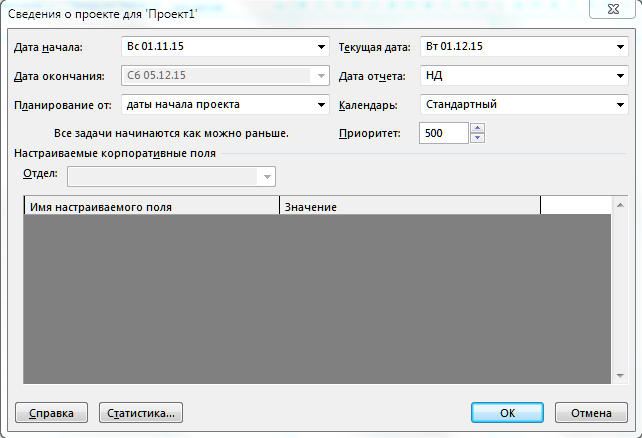 Сведения о проекте для 'Проект1'
Дата начала: Вс 01.11.15 Текущая дата: Вт 01.12.15
Дата окончания: Сб 05.12.15 Дата отчета: НД
Планирование от: даты начала проекта Календарь: Стандартный
Все задачи начинаются как можно раньше. Приоритет: 500
Настраиваемые корпоративные поля
Отдел:
Имя настраиваемого поля Значение
Справка Статистика... ОК Отмена